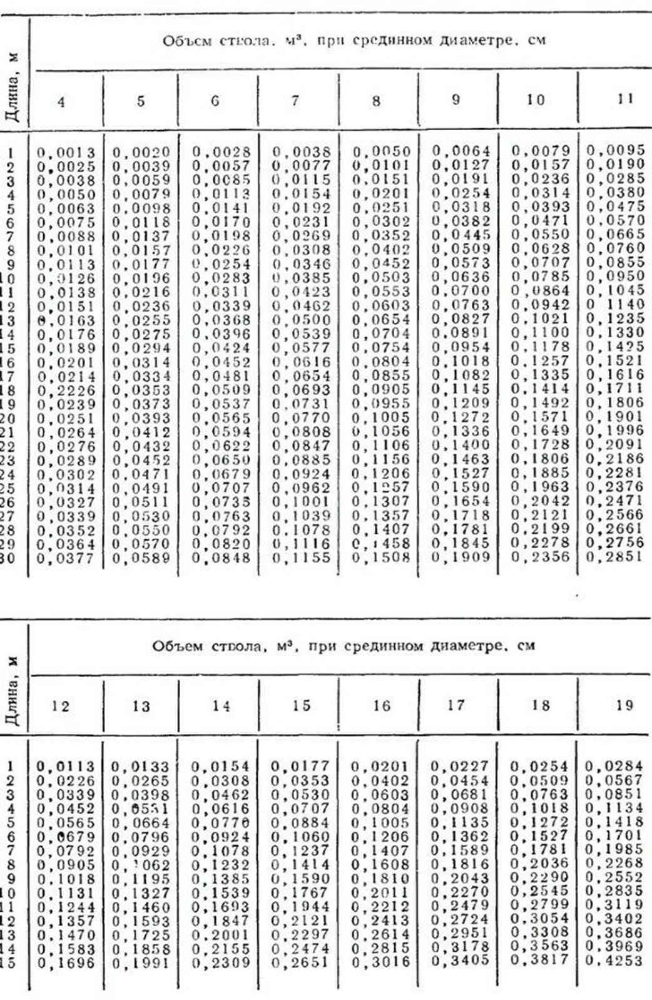 Объем ствола, м³, при срединном диаметре, см
Длина, м
4 5 6 7 8 9 10 11
1 0,0013 0,0020 0,0028 0,0038 0,0050 0,0064 0,0079 0,0095
2 0,0025 0,0039 0,0057 0,0077 0,0101 0,0127 0,0157 0,0190
3 0,0038 0,0059 0,0085 0,0115 0,0151 0,0191 0,0236 0,0285
4 0,0050 0,0079 0,0113 0,0154 0,0201 0,0254 0,0314 0,0380
5 0,0063 0,0098 0,0141 0,0192 0,0251 0,0318 0,0393 0,0475
6 0,0075 0,0118 0,0170 0,0231 0,0302 0,0382 0,0471 0,0570
7 0,0088 0,0137 0,0198 0,0269 0,0352 0,0445 0,0550 0,0665
8 0,0101 0,0157 0,0226 0,0308 0,0402 0,0509 0,0628 0,0760
9 0,0113 0,0177 0,0254 0,0346 0,0452 0,0573 0,0707 0,0855
10 0,0126 0,0196 0,0283 0,0385 0,0503 0,0636 0,0785 0,0950
11 0,0138 0,0216 0,0311 0,0423 0,0553 0,0700 0,0864 0,1045
12 0,0151 0,0236 0,0339 0,0462 0,0603 0,0763 0,0942 0 1140
13 0,0163 0,0255 0,0368 0,0500 0,0654 0,0827 0,1021 0,1235
14 0,0176 0,0275 0,0396 0,0539 0,0704 0,0891 0,1100 0,1330
15 0,0189 0,0294 0,0424 0,0577 0,0754 0,0954 0,1178 0,1425
16 0,0201 0,0314 0,0452 0,0616 0,0804 0,1018 0,1257 0,1521
17 0,0214 0,0334 0,0481 0,0654 0,0855 0,1082 0,1335 0,1616
18 0,2226 0,0353 0,0509 0,0693 0,0905 0,1145 0,1414 0,1711
19 0,0239 0,0373 0,0537 0,0731 0,0955 0,1209 0,1492 0,1806
20 0,0251 0,0393 0,0565 0,0770 0,1005 0,1272 0,1571 0,1901
21 0,0264 0,0412 0,0594 0,0808 0,1056 0,1336 0,1649 0,1996
22 0,0276 0,0432 0,0622 0,0847 0,1106 0,1400 0,1728 0,2091
23 0,0289 0,0452 0,0650 0,0885 0,1156 0,1463 0,1806 0,2186
24 0,0302 0,0471 0,0679 0,0924 0,1206 0,1527 0,1885 0,2281
25 0,0314 0,0491 0,0707 0,0962 0,1257 0,1590 0,1963 0,2376
26 0,0327 0,0511 0,0735 0,1001 0,1307 0,1654 0,2042 0,2471
27 0,0339 0,0530 0,0763 0,1039 0,1357 0,1718 0,2121 0,2566
28 0,0352 0,0550 0,0792 0,1078 0,1407 0,1781 0,2199 0,2661
29 0,0364 0,0570 0,0820 0,1116 0,1458 0,1845 0,2278 0,2756
30 0,0377 0,0589 0,0848 0,1155 0,1508 0,1909 0,2356 0,2851
Объем ствола, м³, при срединном диаметре, см
Длина, м
12 13 14 15 16 17 18 19
1 0,0113 0,0133 0,0154 0,0177 0,0201 0,0227 0,0254 0,0284
2 0,0226 0,0265 0,0308 0,0353 0,0402 0,0454 0,0509 0,0567
3 0,0339 0,0398 0,0462 0,0530 0,0603 0,0681 0,0763 0,0851
4 0,0452 0,0531 0,0616 0,0707 0,0804 0,0908 0,1018 0,1134
5 0,0565 0,0664 0,0770 0,0884 0,1005 0,1135 0,1272 0,1418
6 0,0679 0,0796 0,0924 0,1060 0,1206 0,1362 0,1527 0,1701
7 0,0792 0,0929 0,1078 0,1237 0,1407 0,1589 0,1781 0,1985
8 0,0905 0,1062 0,1232 0,1414 0,1608 0,1816 0,2036 0,2268
9 0,1018 0,1195 0,1385 0,1590 0,1810 0,2043 0,2290 0,2552
10 0,1131 0,1327 0,1539 0,1767 0,2011 0,2270 0,2545 0,2835
11 0,1244 0,1460 0,1693 0,1944 0,2212 0,2479 0,2799 0,3119
12 0,1357 0,1593 0,1847 0,2121 0,2413 0,2724 0,3054 0,3402
13 0,1470 0,1725 0,2001 0,2297 0,2614 0,2951 0,3308 0,3686
14 0,1583 0,1858 0,2155 0,2474 0,2815 0,3178 0,3563 0,3969
15 0,1696 0,1991 0,2309 0,2651 0,3016 0,3405 0,3817 0,4253